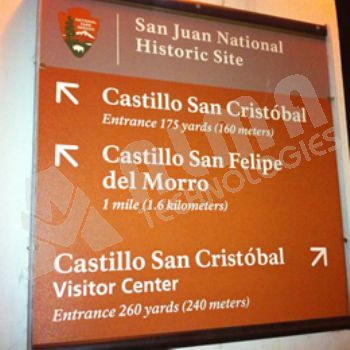 San Juan National
Historic Site
Castillo San Cristóbal
Entrance 175 yards (160 meters)
Castillo San Felipe
del Morro
1 mile (1.6 kilometers)
Castillo San Cristóbal
Visitor Center
Entrance 260 yards (240 meters)
TECHNOLOGIES